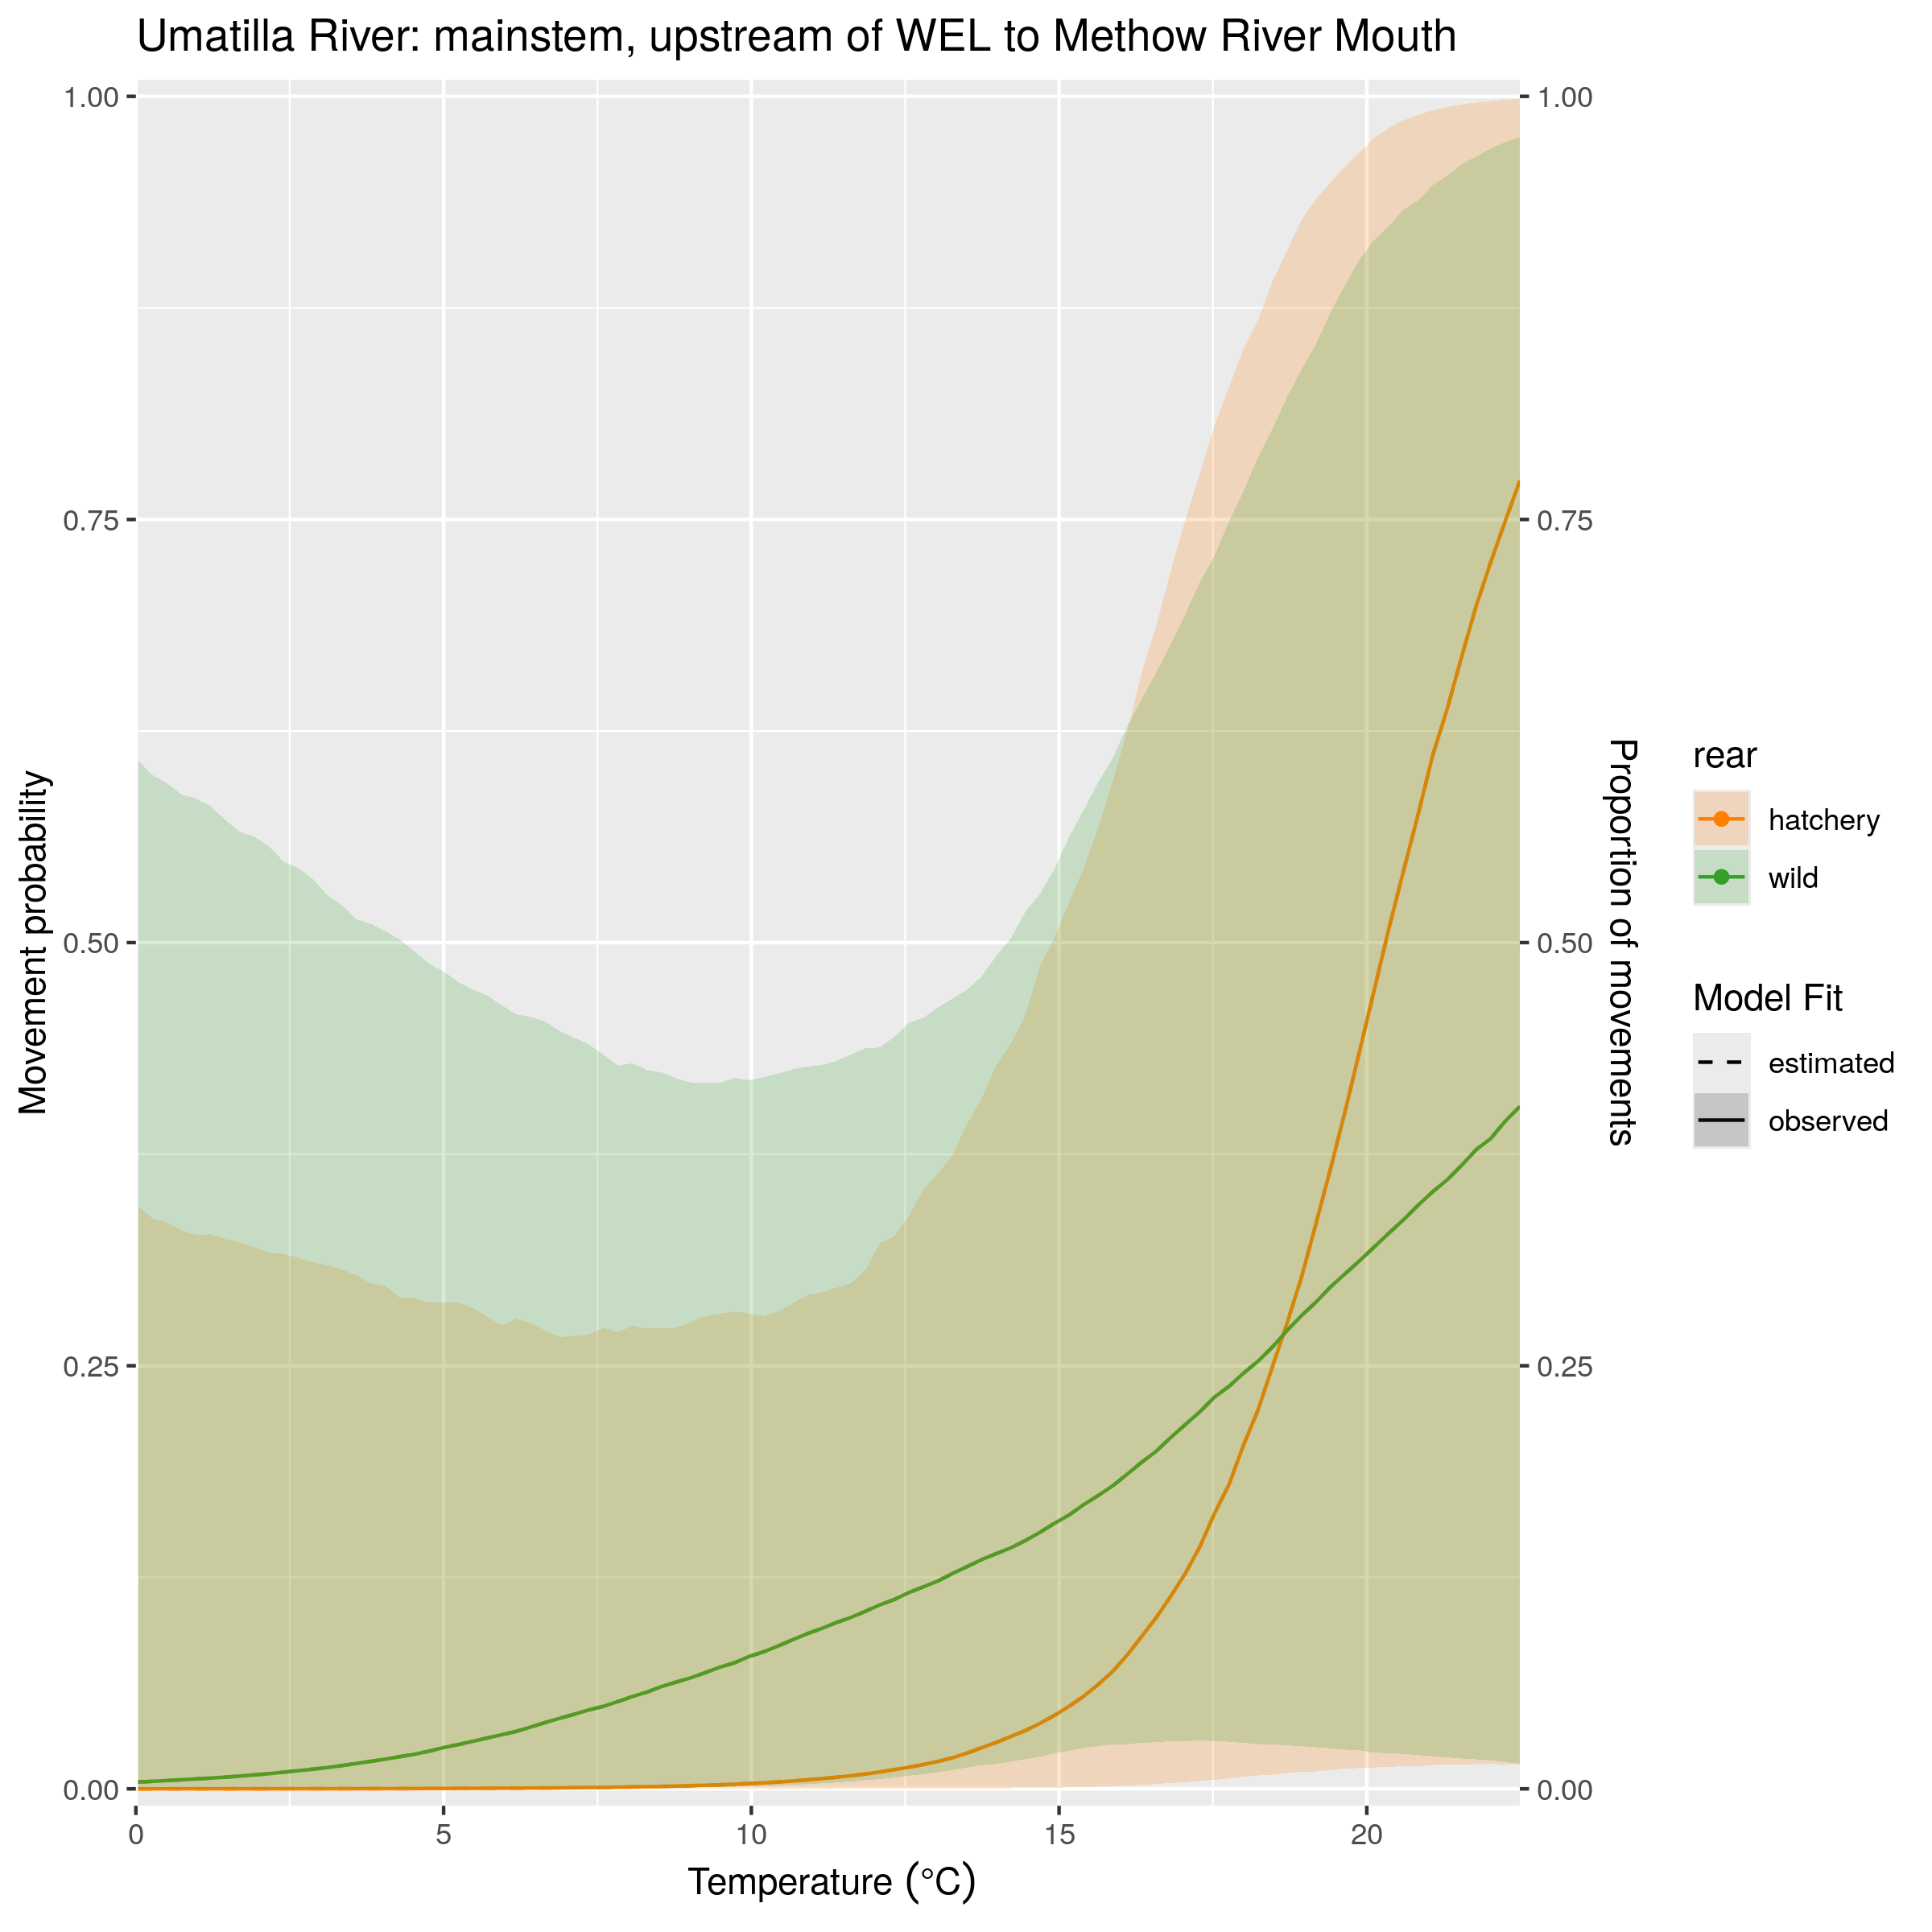 Umatilla River: mainstem, upstream of WEL to Methow River Mouth
1.00
0.75
0.50
0.25
0.00
Movement probability
0
5
10
15
20
Temperature (°C)
1.00
0.75
0.50
0.25
0.00
Proportion of movements
rear
hatchery
wild
Model Fit
estimated
observed